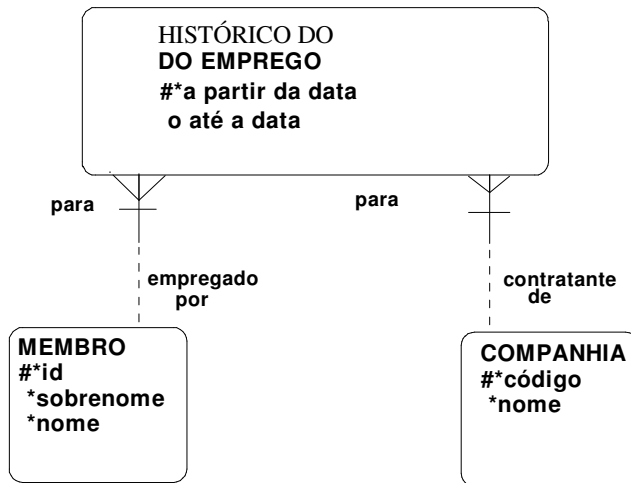 HISTÓRICO DO
DO EMPREGO
#*a partir da data
o até a data
para
para
empregado
por
contratante
de
MEMBRO
#*id
*sobrenome
*nome
COMPANHIA
#*código
*nome